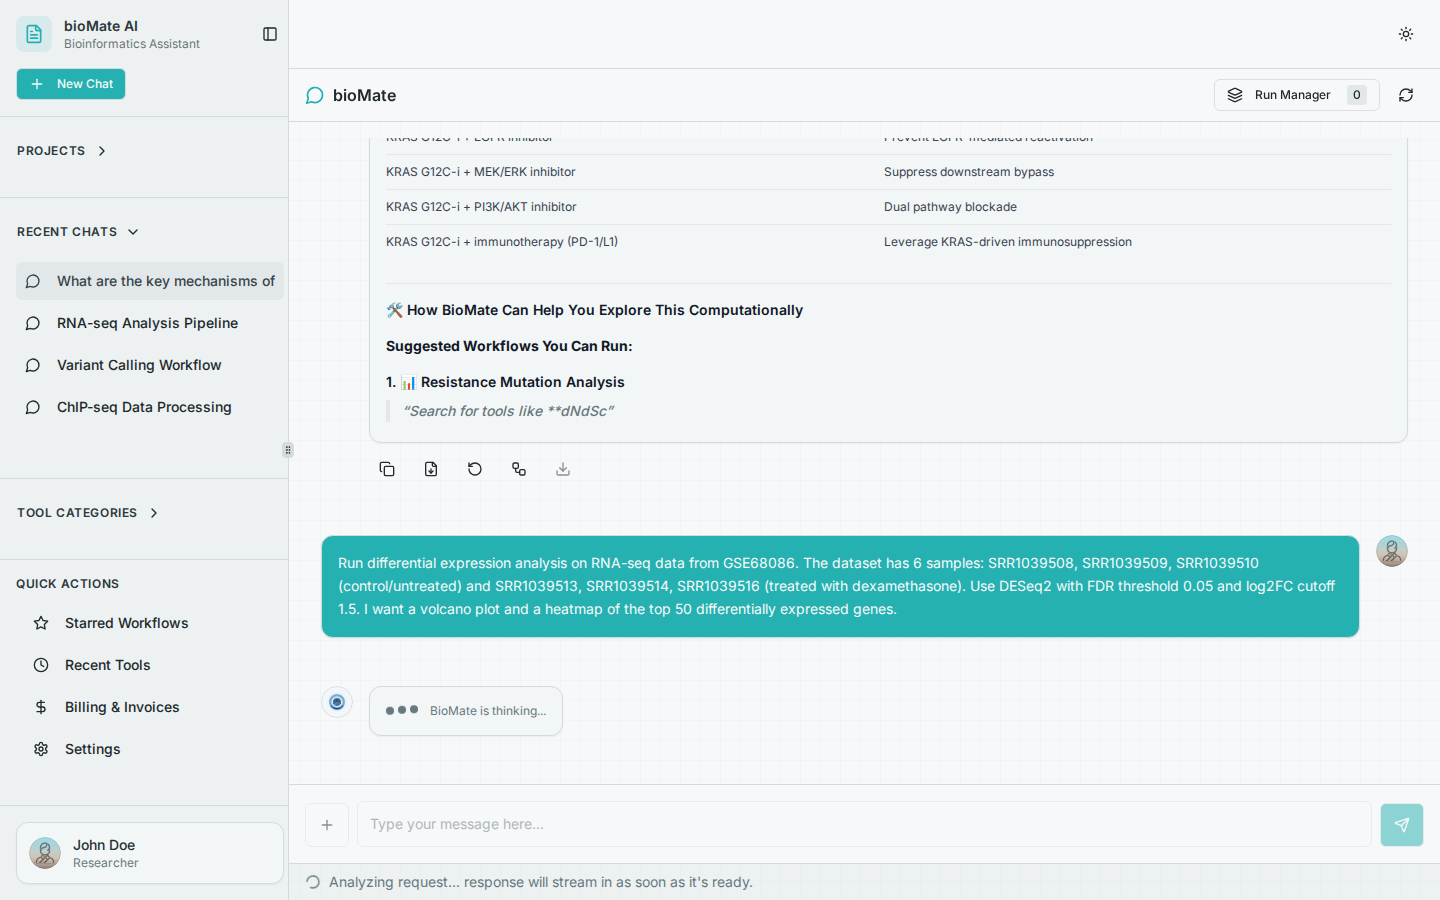 bioMate AI
Bioinformatics Assistant
New Chat
PROJECTS
RECENT CHATS
What are the key mechanisms of
RNA-seq Analysis Pipeline
Variant Calling Workflow
ChIP-seq Data Processing
TOOL CATEGORIES
QUICK ACTIONS
Starred Workflows
Recent Tools
Billing & Invoices
Settings
John Doe
Researcher
bioMate
Run Manager 0
KRAS G12C-i + EGFR inhibitor Prevent EGFR-mediated reactivation
KRAS G12C-i + MEK/ERK inhibitor Suppress downstream bypass
KRAS G12C-i + PI3K/AKT inhibitor Dual pathway blockade
KRAS G12C-i + immunotherapy (PD-1/L1) Leverage KRAS-driven immunosuppression
🛠️ How BioMate Can Help You Explore This Computationally
Suggested Workflows You Can Run:
1. 📊 Resistance Mutation Analysis
“Search for tools like **dNdSc”
Run differential expression analysis on RNA-seq data from GSE68086. The dataset has 6 samples: SRR1039508, SRR1039509, SRR1039510
(control/untreated) and SRR1039513, SRR1039514, SRR1039516 (treated with dexamethasone). Use DESeq2 with FDR threshold 0.05 and log2FC cutoff
1.5. I want a volcano plot and a heatmap of the top 50 differentially expressed genes.
BioMate is thinking...
Type your message here...
Analyzing request... response will stream in as soon as it's ready.